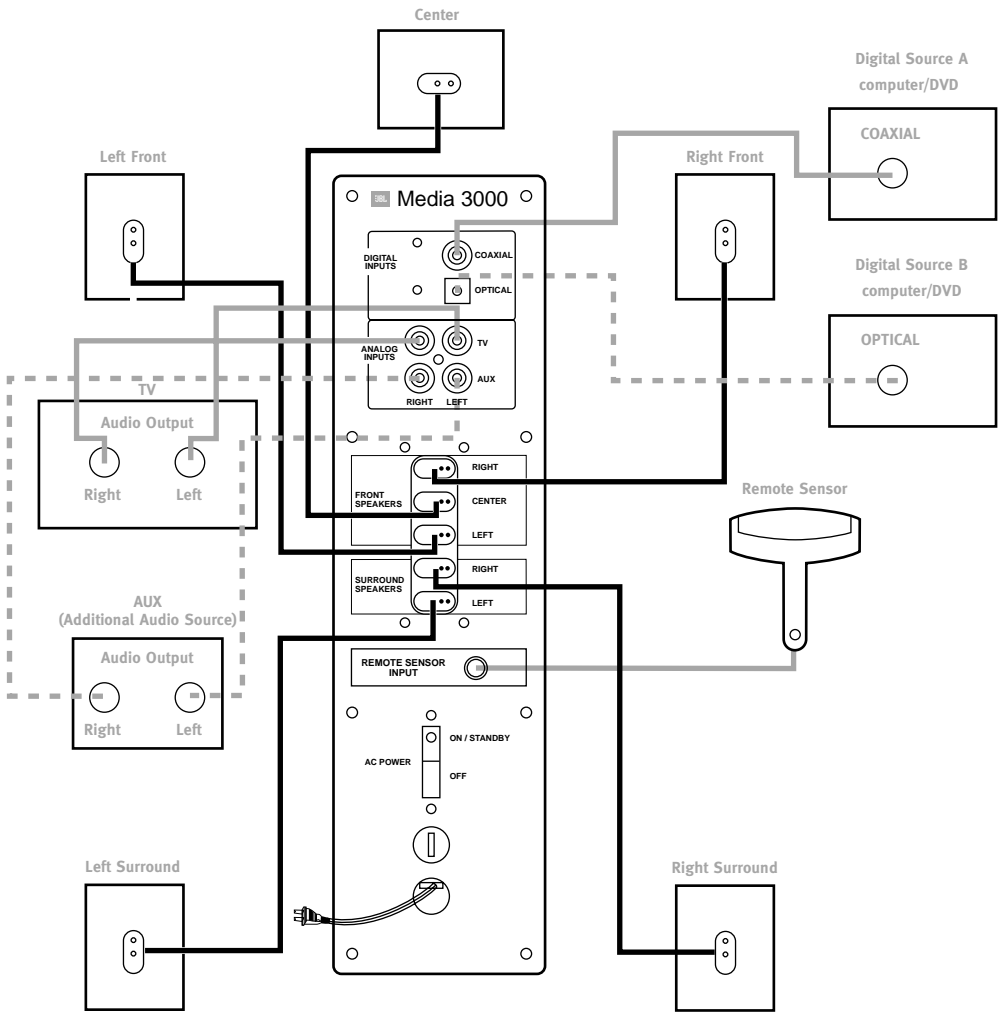 Center
Digital Source A
computer/DVD
COAXIAL
Left Front
Right Front
JBL Media 3000
DIGITAL
INPUTS
COAXIAL
OPTICAL
Digital Source B
computer/DVD
OPTICAL
ANALOG
INPUTS
TV
AUX
RIGHT LEFT
TV
Audio Output
Right Left
FRONT
SPEAKERS
RIGHT
CENTER
LEFT
Remote Sensor
SURROUND
SPEAKERS
RIGHT
LEFT
AUX
(Additional Audio Source)
Audio Output
Right Left
REMOTE SENSOR
INPUT
AC POWER
ON / STANDBY
OFF
Left Surround
Right Surround